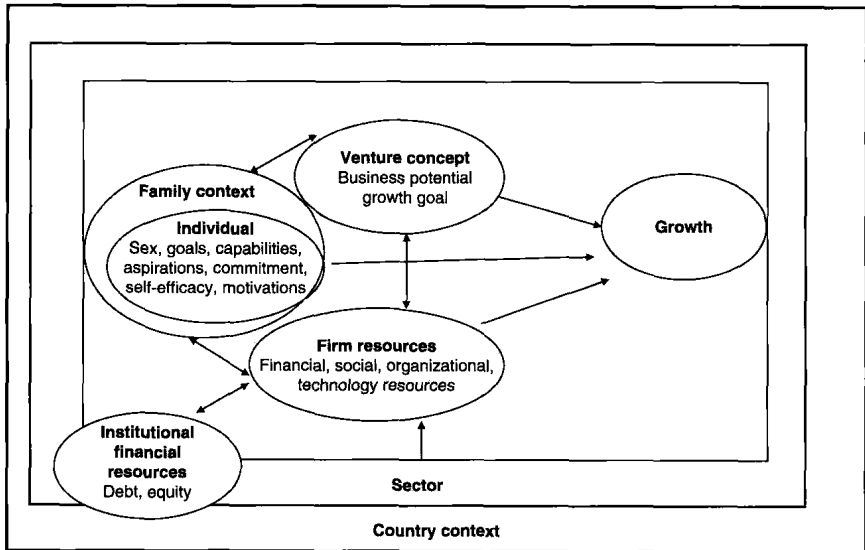 Venture concept
Business potential
growth goal
Family context
Individual
Sex, goals, capabilities,
aspirations, commitment,
self-efficacy, motivations
Growth
Firm resources
Financial, social, organizational,
technology resources
Institutional
financial
resources
Debt, equity
Sector
Country context